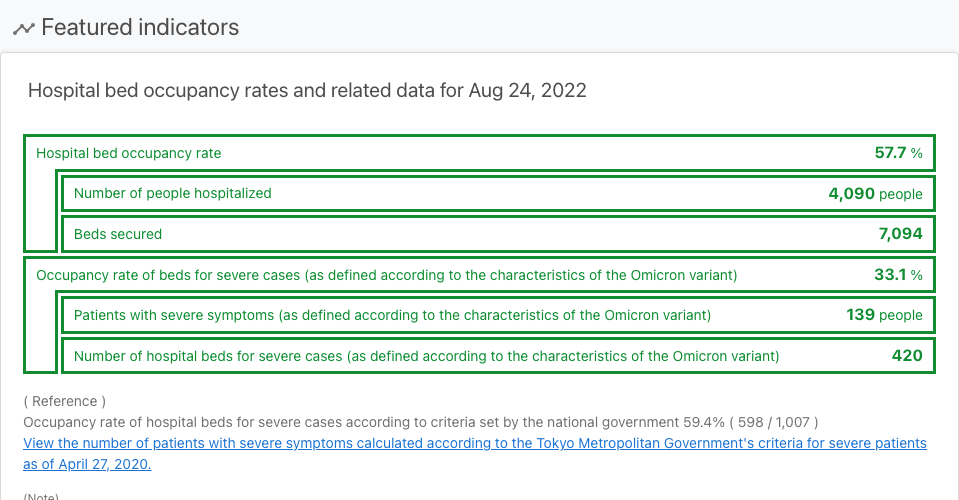 Featured indicators
Hospital bed occupancy rates and related data for Aug 24, 2022
Hospital bed occupancy rate 57.7 %
Number of people hospitalized 4,090 people
Beds secured 7,094
Occupancy rate of beds for severe cases (as defined according to the characteristics of the Omicron variant) 33.1 %
Patients with severe symptoms (as defined according to the characteristics of the Omicron variant) 139 people
Number of hospital beds for severe cases (as defined according to the characteristics of the Omicron variant) 420
( Reference )
Occupancy rate of hospital beds for severe cases according to criteria set by the national government 59.4% ( 598 / 1,007 )
View the number of patients with severe symptoms calculated according to the Tokyo Metropolitan Government's criteria for severe patients
as of April 27, 2020.
(Note)